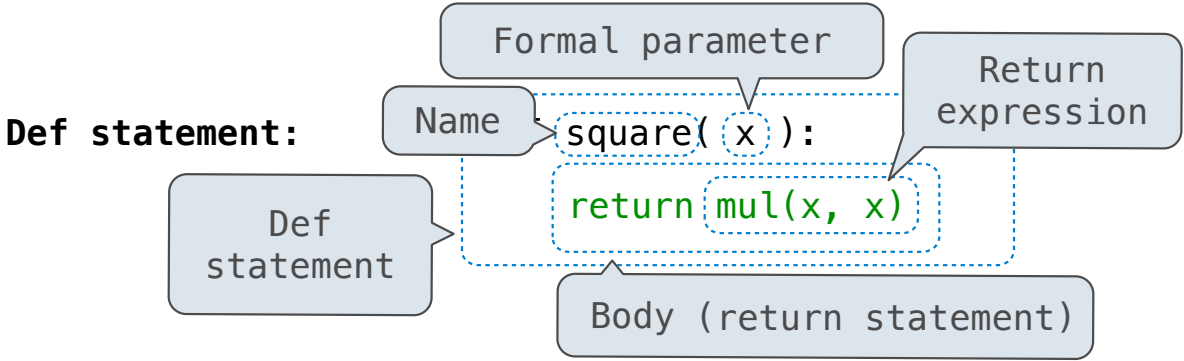 Formal parameter
Return
expression
Name
Def statement: square( x ):
Def
statement
return mul(x, x)
Body (return statement)